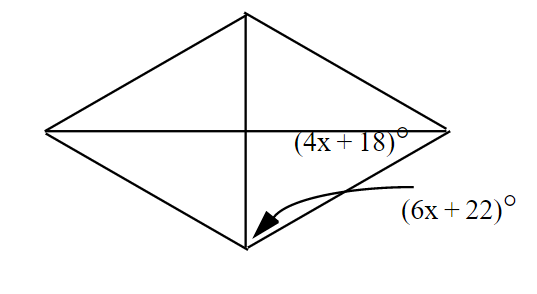 (4x + 18)°
(6x + 22)°